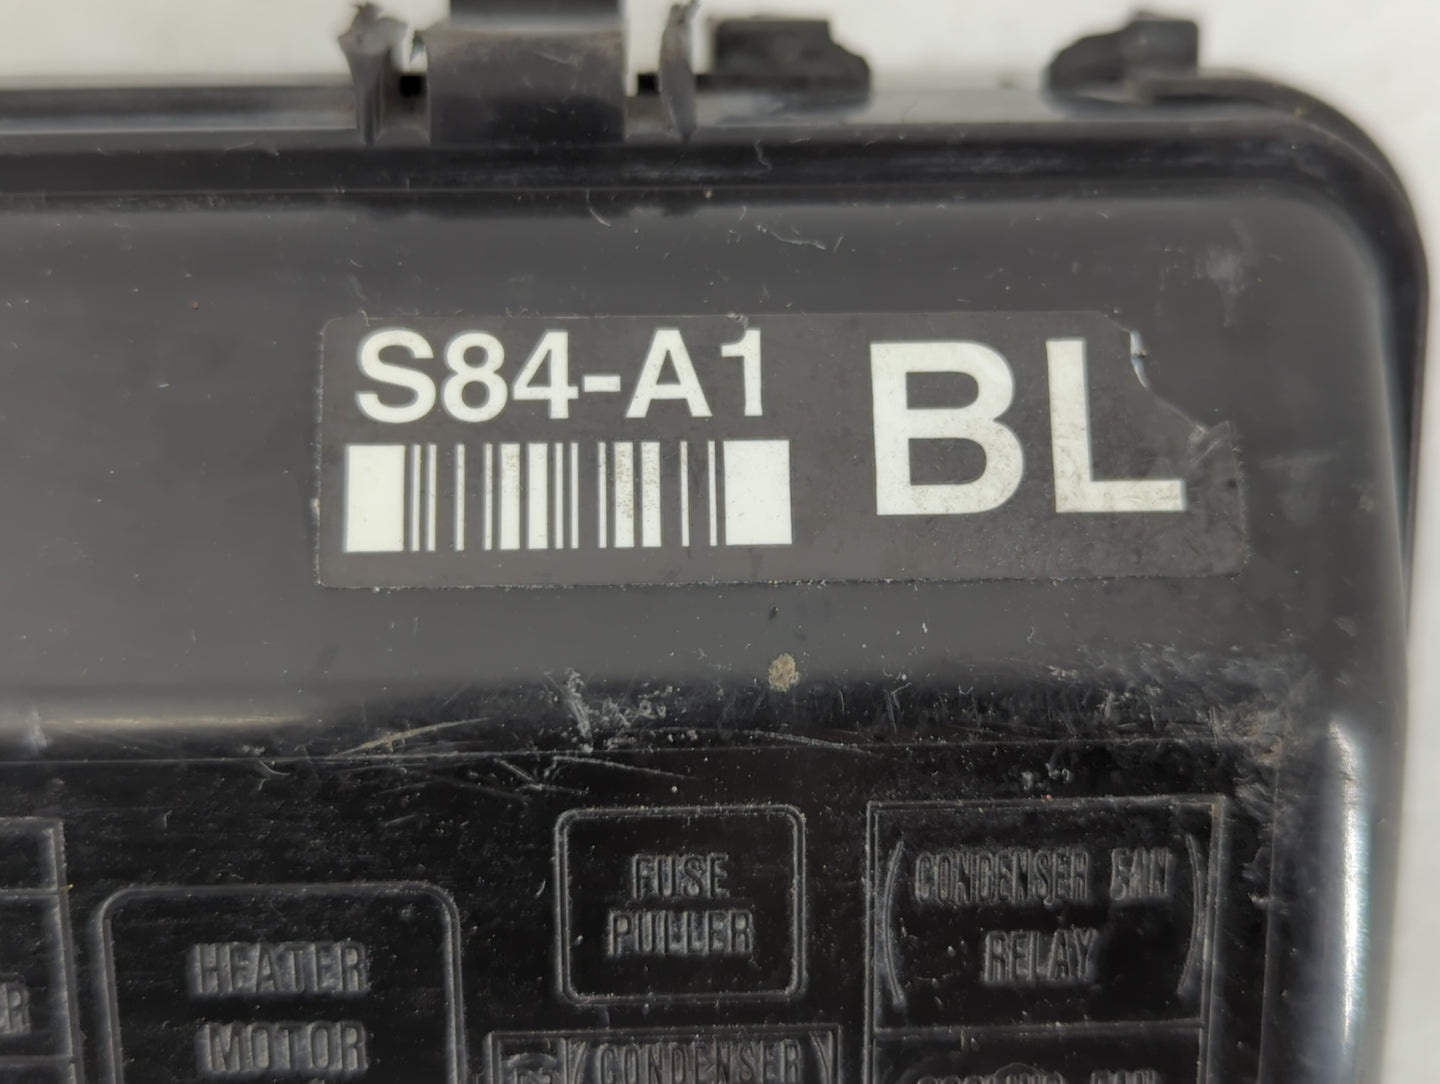 S84-A1 BL
FUSE
PULLER
CONDENSER FAN
RELAY
HEATER
MOTOR
CONDENSER